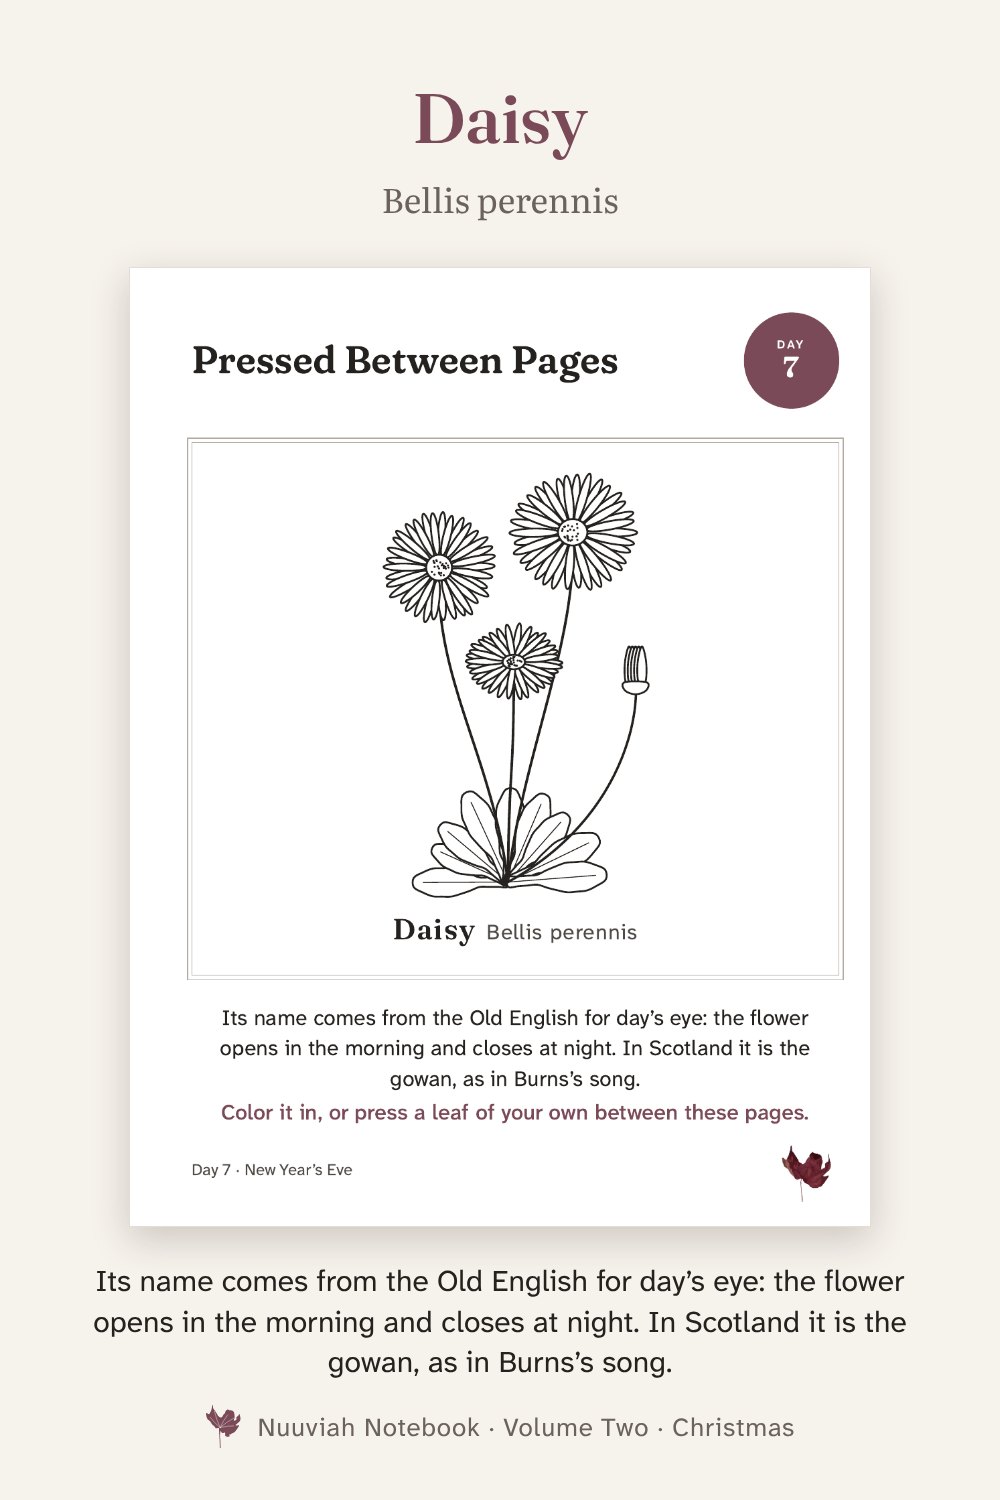 Daisy
Bellis perennis
Pressed Between Pages
DAY
7
Daisy Bellis perennis
Its name comes from the Old English for day’s eye: the flower
opens in the morning and closes at night. In Scotland it is the
gowan, as in Burns’s song.
Color it in, or press a leaf of your own between these pages.
Day 7 · New Year’s Eve
Its name comes from the Old English for day’s eye: the flower
opens in the morning and closes at night. In Scotland it is the
gowan, as in Burns’s song.
Nuuviah Notebook · Volume Two · Christmas